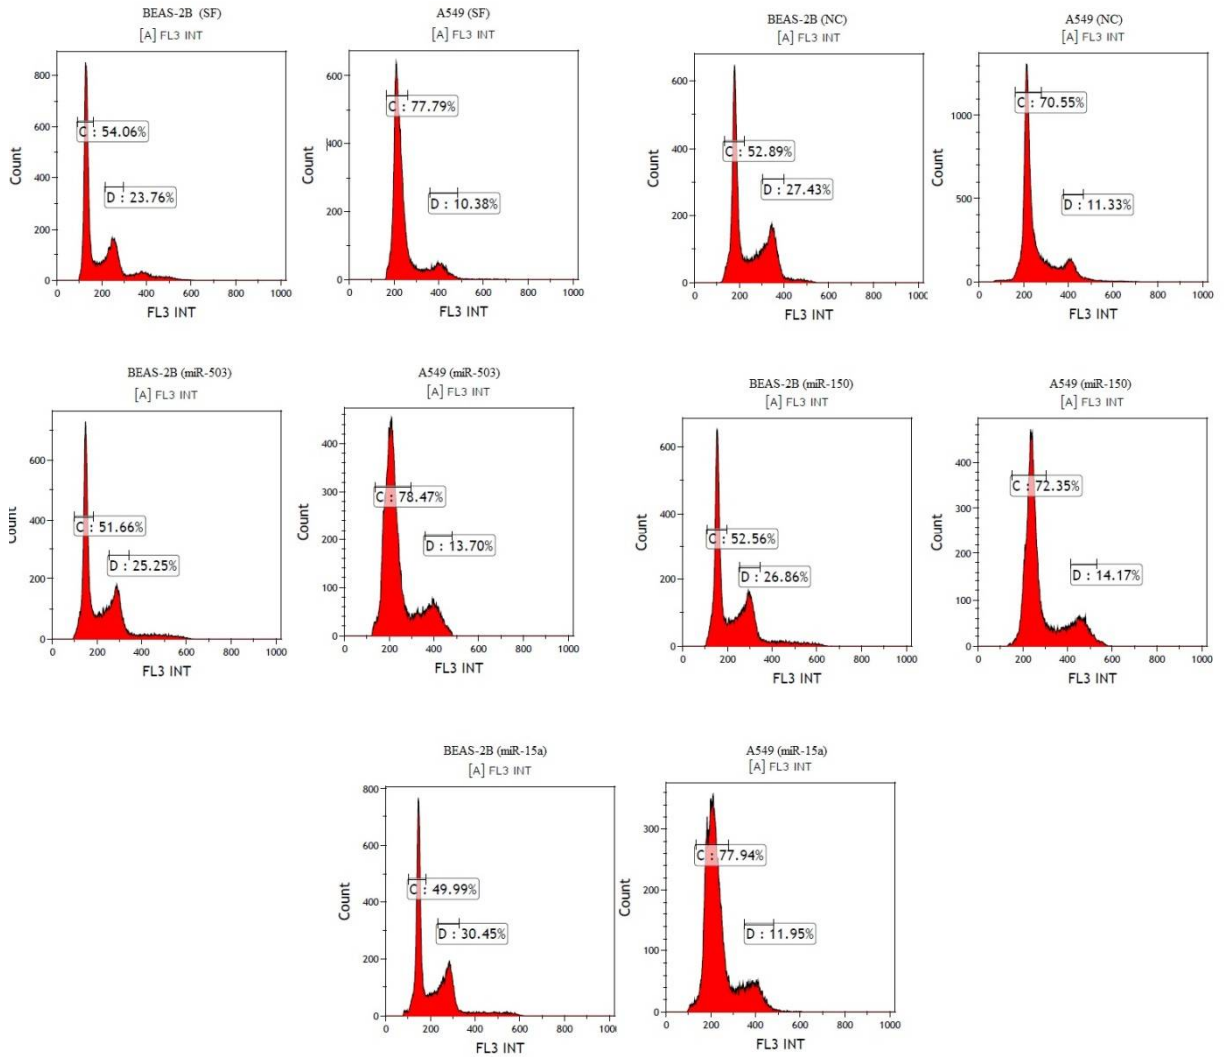 BEAS-2B (SF)
[A] FL3 INT
800
600
400
200
0
Count
C : 54.06%
D : 23.76%
0 200 400 600 800 1000
FL3 INT
A549 (SF)
[A] FL3 INT
600
400
200
0
Count
C : 77.79%
D : 10.38%
0 200 400 600 800 1000
FL3 INT
BEAS-2B (NC)
[A] FL3 INT
600
400
200
0
Count
C : 52.89%
D : 27.43%
0 200 400 600 800 1000
FL3 INT
A549 (NC)
[A] FL3 INT
1000
500
0
Count
C : 70.55%
D : 11.33%
0 200 400 600 800 1000
FL3 INT
BEAS-2B (miR-503)
[A] FL3 INT
600
400
200
0
Count
C : 51.66%
D : 25.25%
0 200 400 600 800 1000
FL3 INT
A549 (miR-503)
[A] FL3 INT
400
300
200
100
0
Count
C : 78.47%
D : 13.70%
0 200 400 600 800 1000
FL3 INT
BEAS-2B (miR-150)
[A] FL3 INT
600
400
200
0
Count
C : 52.56%
D : 26.86%
0 200 400 600 800 1000
FL3 INT
A549 (miR-150)
[A] FL3 INT
400
300
200
100
0
Count
C : 72.35%
D : 14.17%
0 200 400 600 800 1000
FL3 INT
BEAS-2B (miR-15a)
[A] FL3 INT
800
600
400
200
0
Count
C : 49.99%
D : 30.45%
0 200 400 600 800 1000
FL3 INT
A549 (miR-15a)
[A] FL3 INT
300
200
100
0
Count
C : 77.94%
D : 11.95%
0 200 400 600 800 1000
FL3 INT